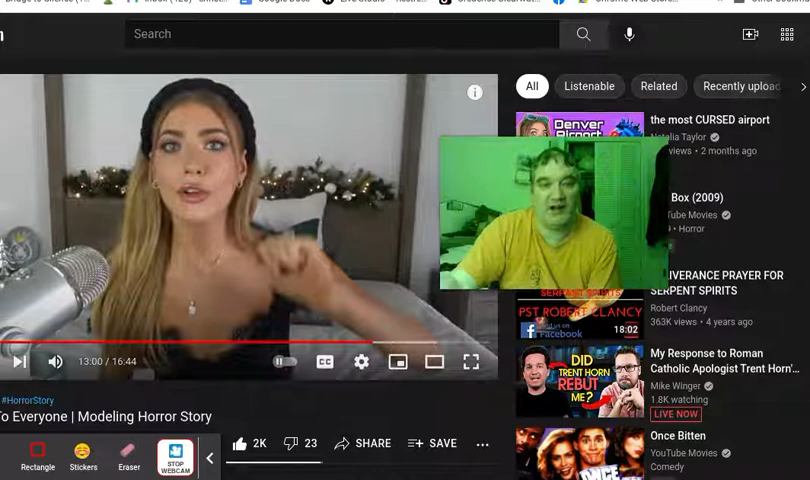 Search
All
Listenable
Related
Recently uploac
Denver
the most CURSED airport
Natalia Taylor
views • 2 months ago
Box (2009)
Tube Movies
• Horror
IVERANCE PRAYER FOR
SERPENT SPIRITS
Robert Clancy
363K views • 4 years ago
PST ROBERT CLANCY
Facebook
18:02
DID
TRENT HORN
REBUT
ME?
My Response to Roman
Catholic Apologist Trent Horn'...
Mike Winger
1.8K watching
LIVE NOW
Once Bitten
YouTube Movies
Comedy
13:00 / 16:44
CC
#HorrorStory
To Everyone | Modeling Horror Story
2K
23
SHARE
SAVE
Rectangle
Stickers
Eraser
STOP
WEBCAM